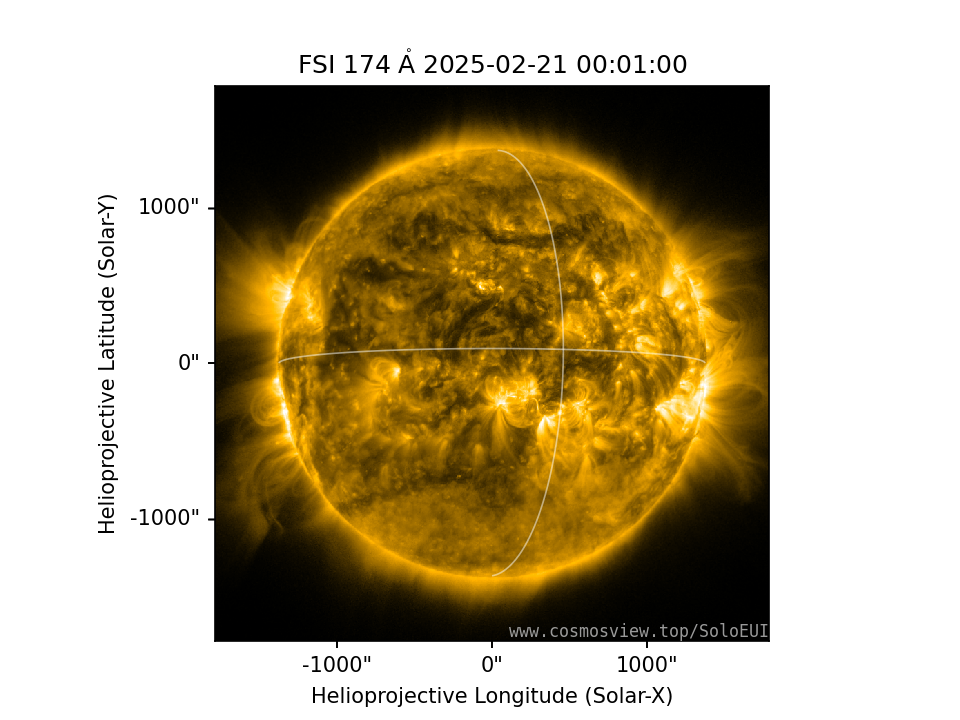 FSI 174 Å 2025-02-21 00:01:00
Helioprojective Latitude (Solar-Y)
1000"
0"
-1000"
www.cosmosview.top/SoloEUI
-1000" 0" 1000"
Helioprojective Longitude (Solar-X)